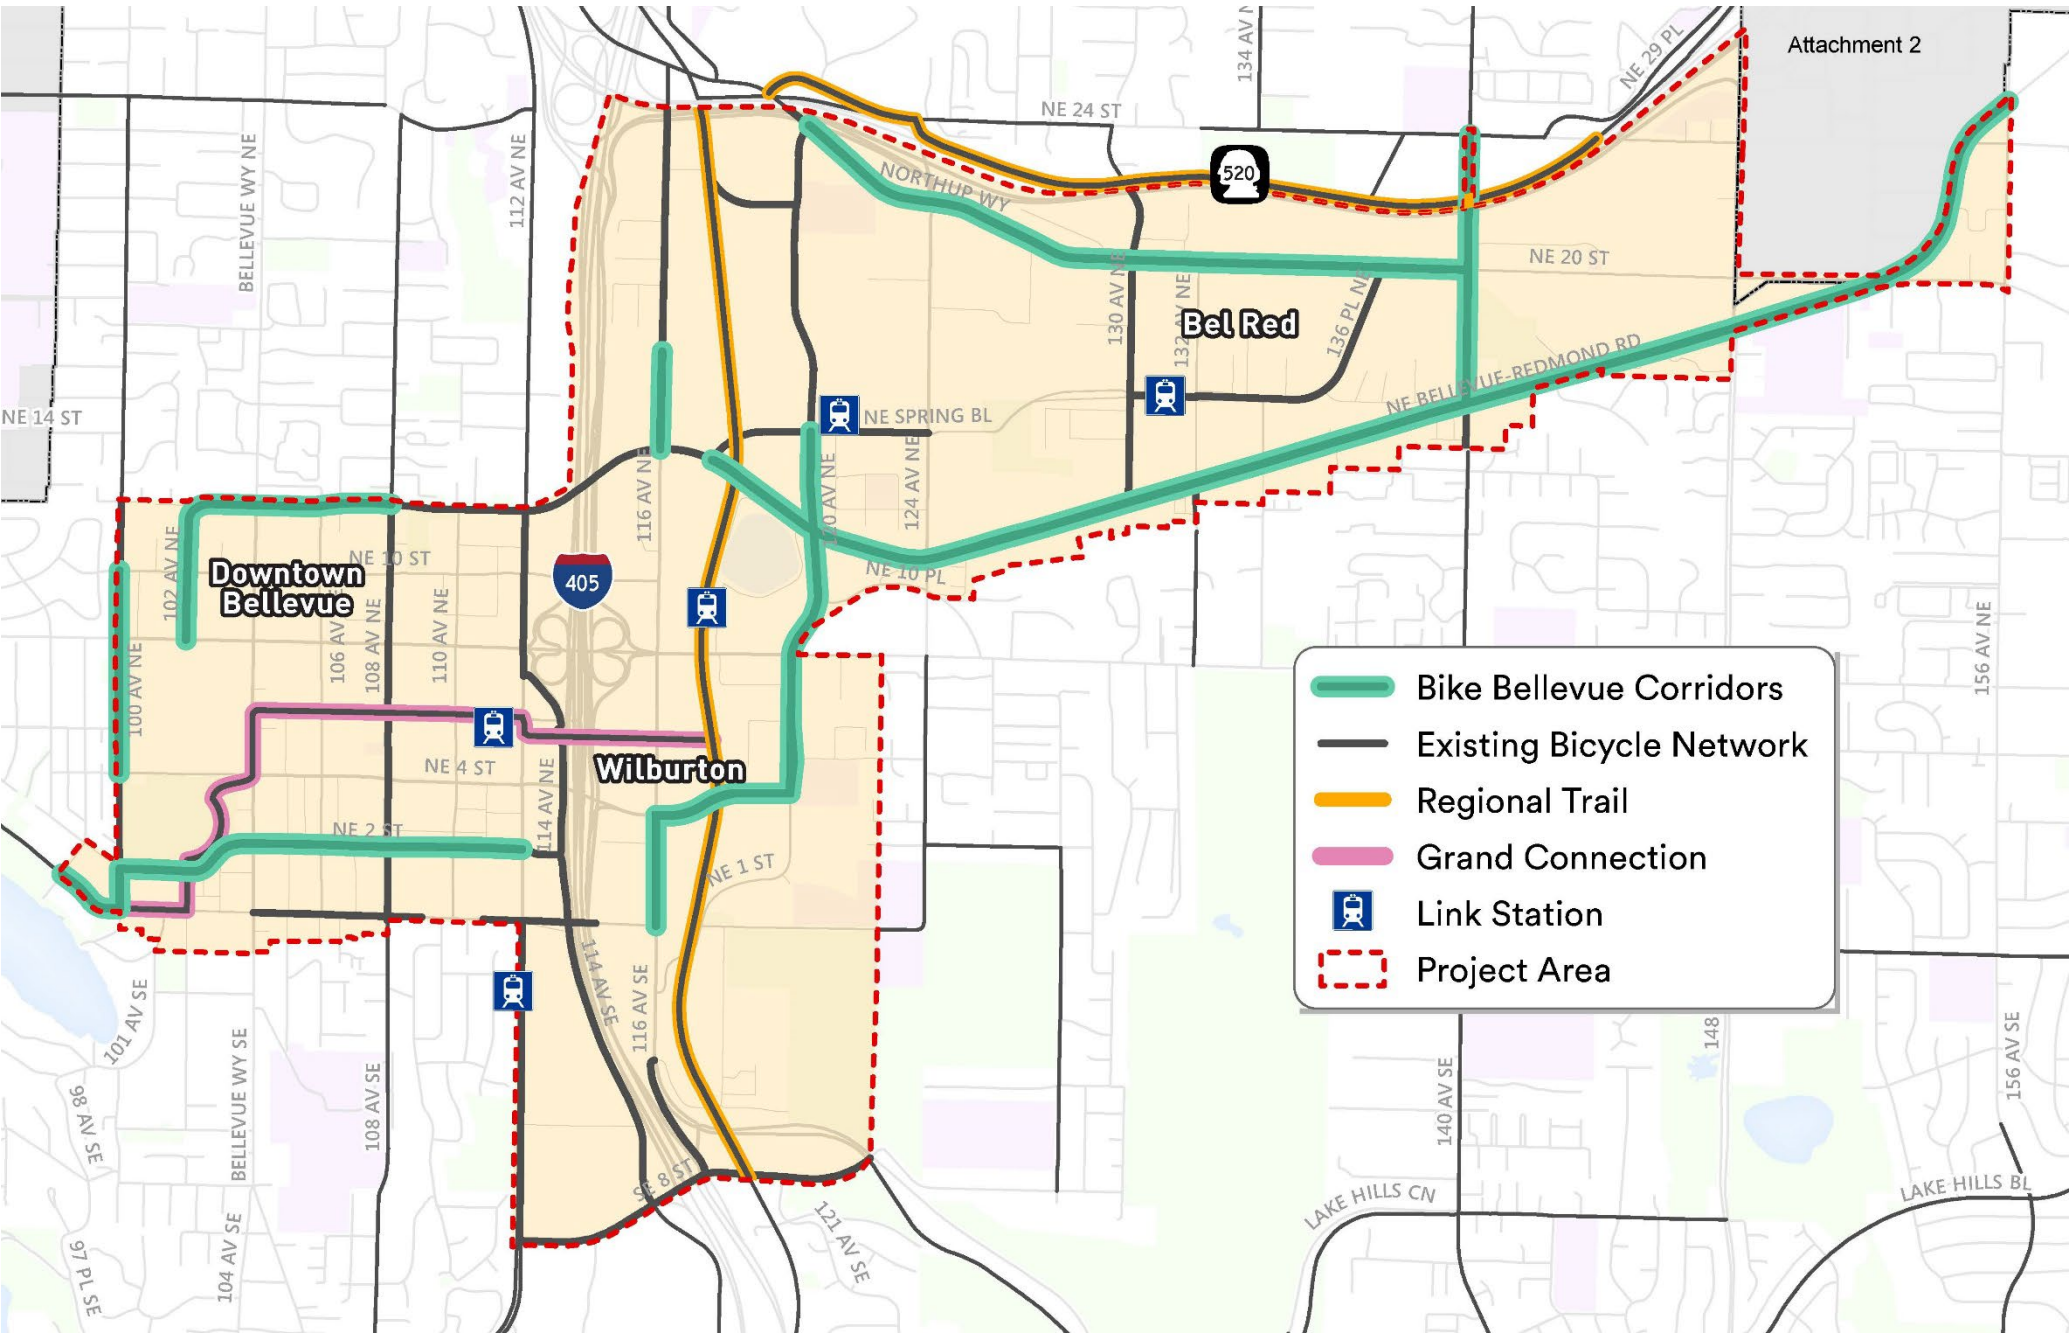 Attachment 2
134 AV N
NE 29 PL
NE 24 ST
BELLEVUE WY NE
112 AV NE
520
NORTHUP WY
NE 20 ST
130 AV NE
132 AV NE
Bel Red
136 PL NE
NE BELLEVUE-REDMOND RD
NE 14 ST
NE SPRING BL
116 AV NE
120 AV NE
124 AV NE
102 AV NE
NE 10 ST
Downtown
Bellevue
405
NE 10 PL
106 AV
108 AV NE
110 AV NE
100 AV NE
156 AV NE
NE 4 ST
Wilburton
114 AV NE
NE 2 ST
NE 1 ST
Bike Bellevue Corridors
Existing Bicycle Network
Regional Trail
Grand Connection
Link Station
Project Area
114 AV SE
116 AV SE
101 AV SE
BELLEVUE WY SE
108 AV SE
98 AV SE
140 AV SE
148
156 AV SE
SE 8 ST
LAKE HILLS CN
LAKE HILLS BL
121 AV SE
104 AV SE
97 PL SE